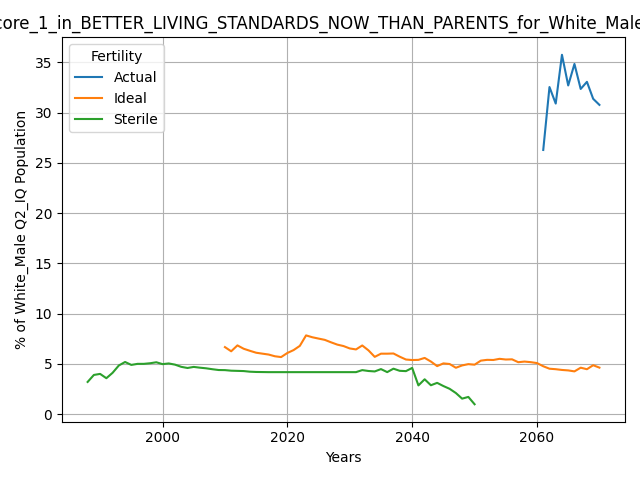 core_1_in_BETTER_LIVING_STANDARDS_NOW_THAN_PARENTS_for_White_Male
Fertility
Actual
Ideal
Sterile
% of White_Male Q2_IQ Population
35
30
25
20
15
10
5
0
2000 2020 2040 2060
Years